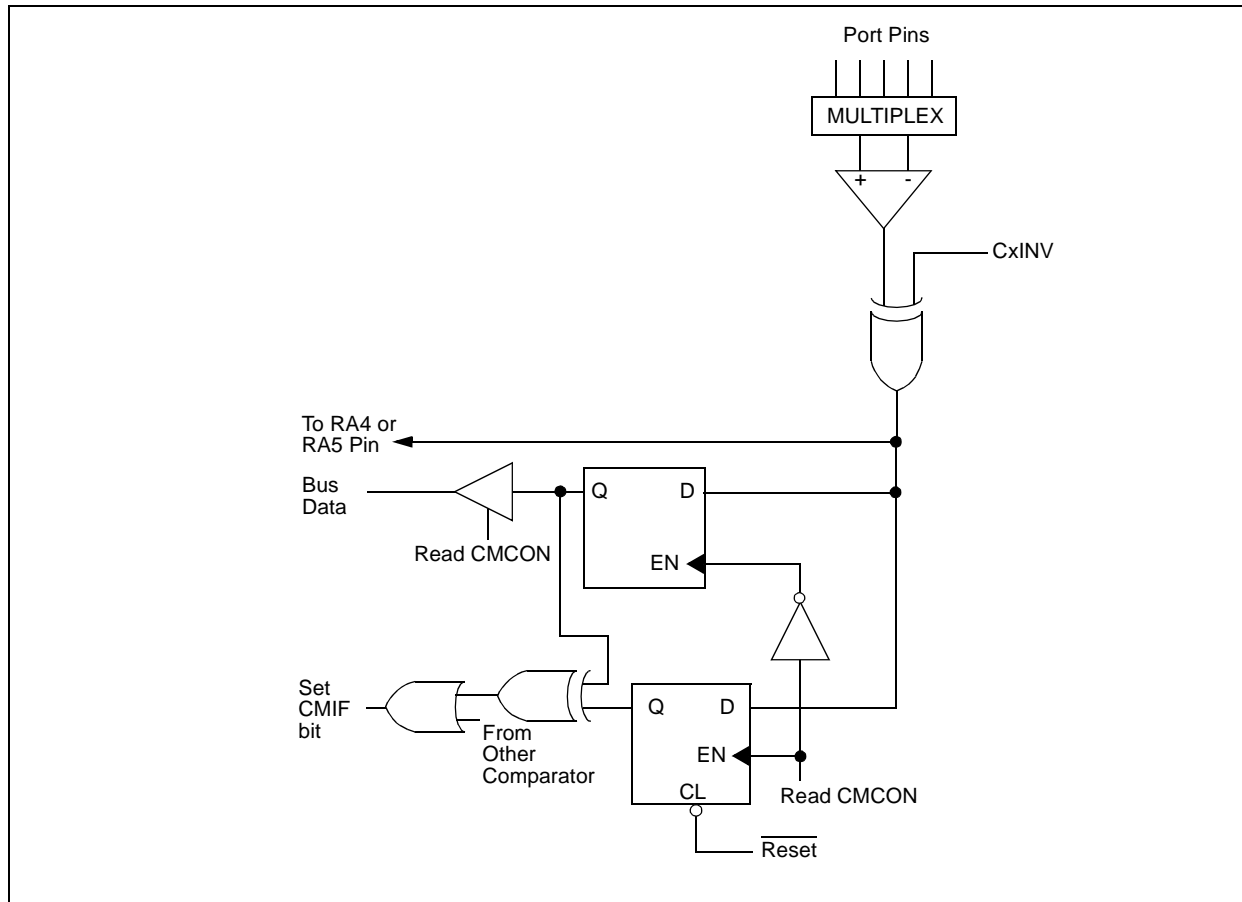 Port Pins
MULTIPLEX
+ -
CxINV
To RA4 or
RA5 Pin
Bus
Data
Q D
Read CMCON
EN
Set
CMIF
bit
Q D
From
Other
Comparator
EN
CL
Read CMCON
Reset